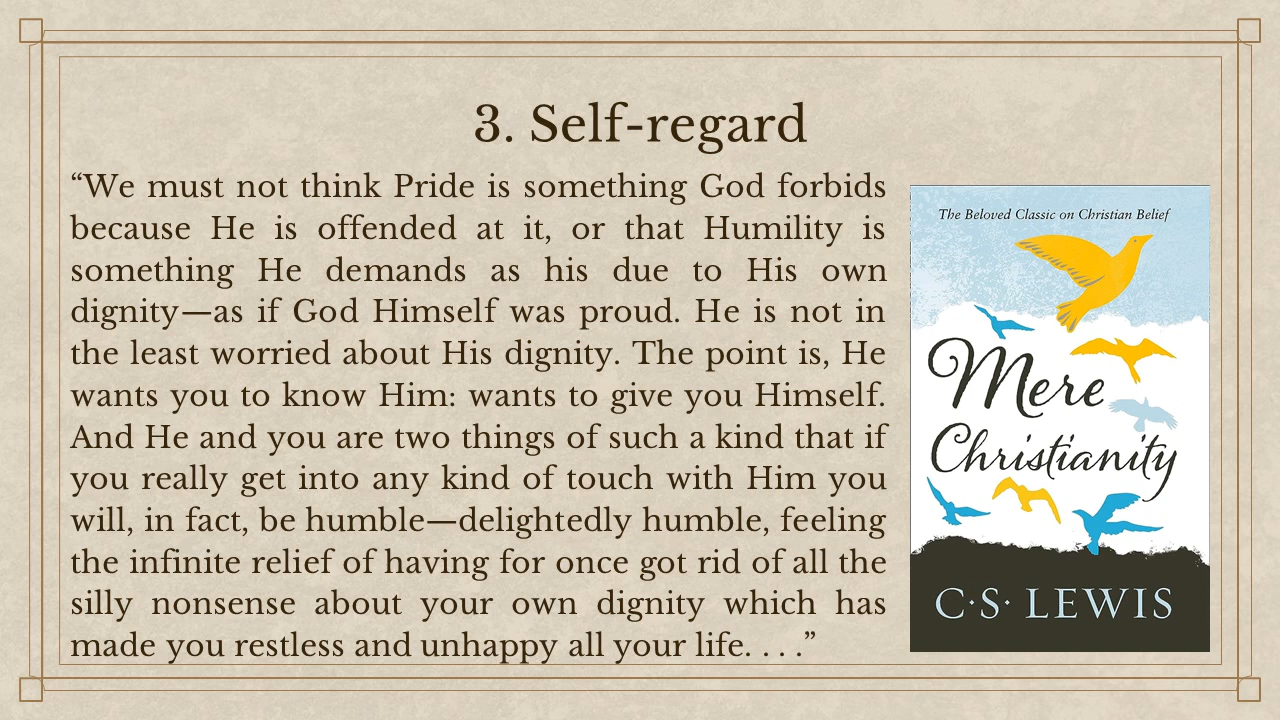 3. Self-regard
“We must not think Pride is something God forbids
because He is offended at it, or that Humility is
something He demands as his due to His own
dignity—as if God Himself was proud. He is not in
the least worried about His dignity. The point is, He
wants you to know Him: wants to give you Himself.
And He and you are two things of such a kind that if
you really get into any kind of touch with Him you
will, in fact, be humble—delightedly humble, feeling
the infinite relief of having for once got rid of all the
silly nonsense about your own dignity which has
made you restless and unhappy all your life. . . .”
The Beloved Classic on Christian Belief
Mere
Christianity
C·S· LEWIS